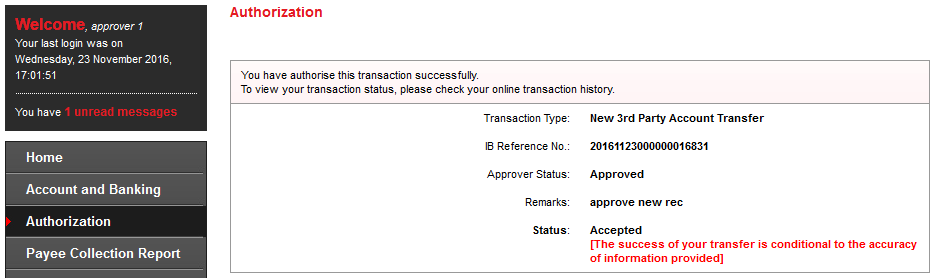 Welcome, approver 1
Your last login was on
Wednesday, 23 November 2016,
17:01:51
You have 1 unread messages
Home
Account and Banking
Authorization
Payee Collection Report
Authorization
You have authorise this transaction successfully.
To view your transaction status, please check your online transaction history.
Transaction Type: New 3rd Party Account Transfer
IB Reference No.: 20161123000000016831
Approver Status: Approved
Remarks: approve new rec
Status: Accepted
[The success of your transfer is conditional to the accuracy
of information provided]